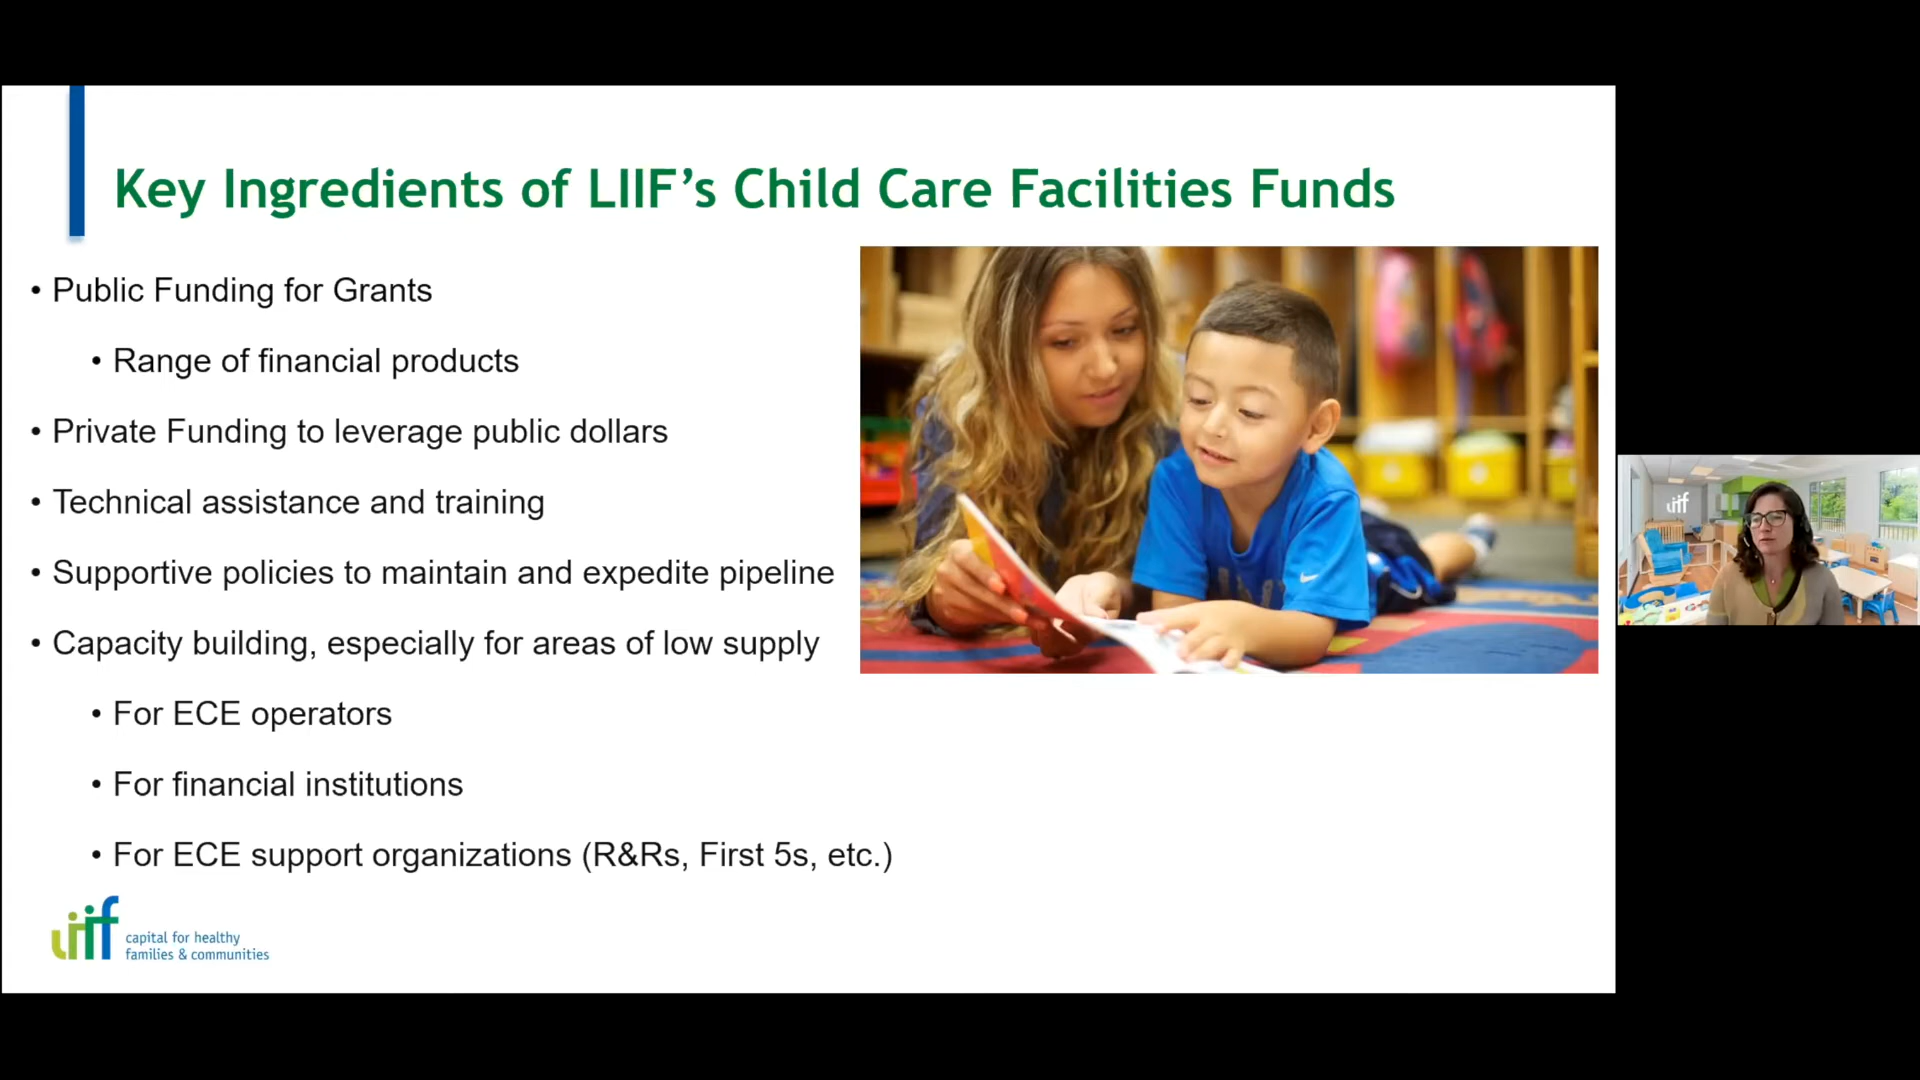 Key Ingredients of LIIF’s Child Care Facilities Funds
• Public Funding for Grants
• Range of financial products
• Private Funding to leverage public dollars
• Technical assistance and training
• Supportive policies to maintain and expedite pipeline
• Capacity building, especially for areas of low supply
• For ECE operators
• For financial institutions
• For ECE support organizations (R&Rs, First 5s, etc.)
liif
capital for healthy
families & communities
liif